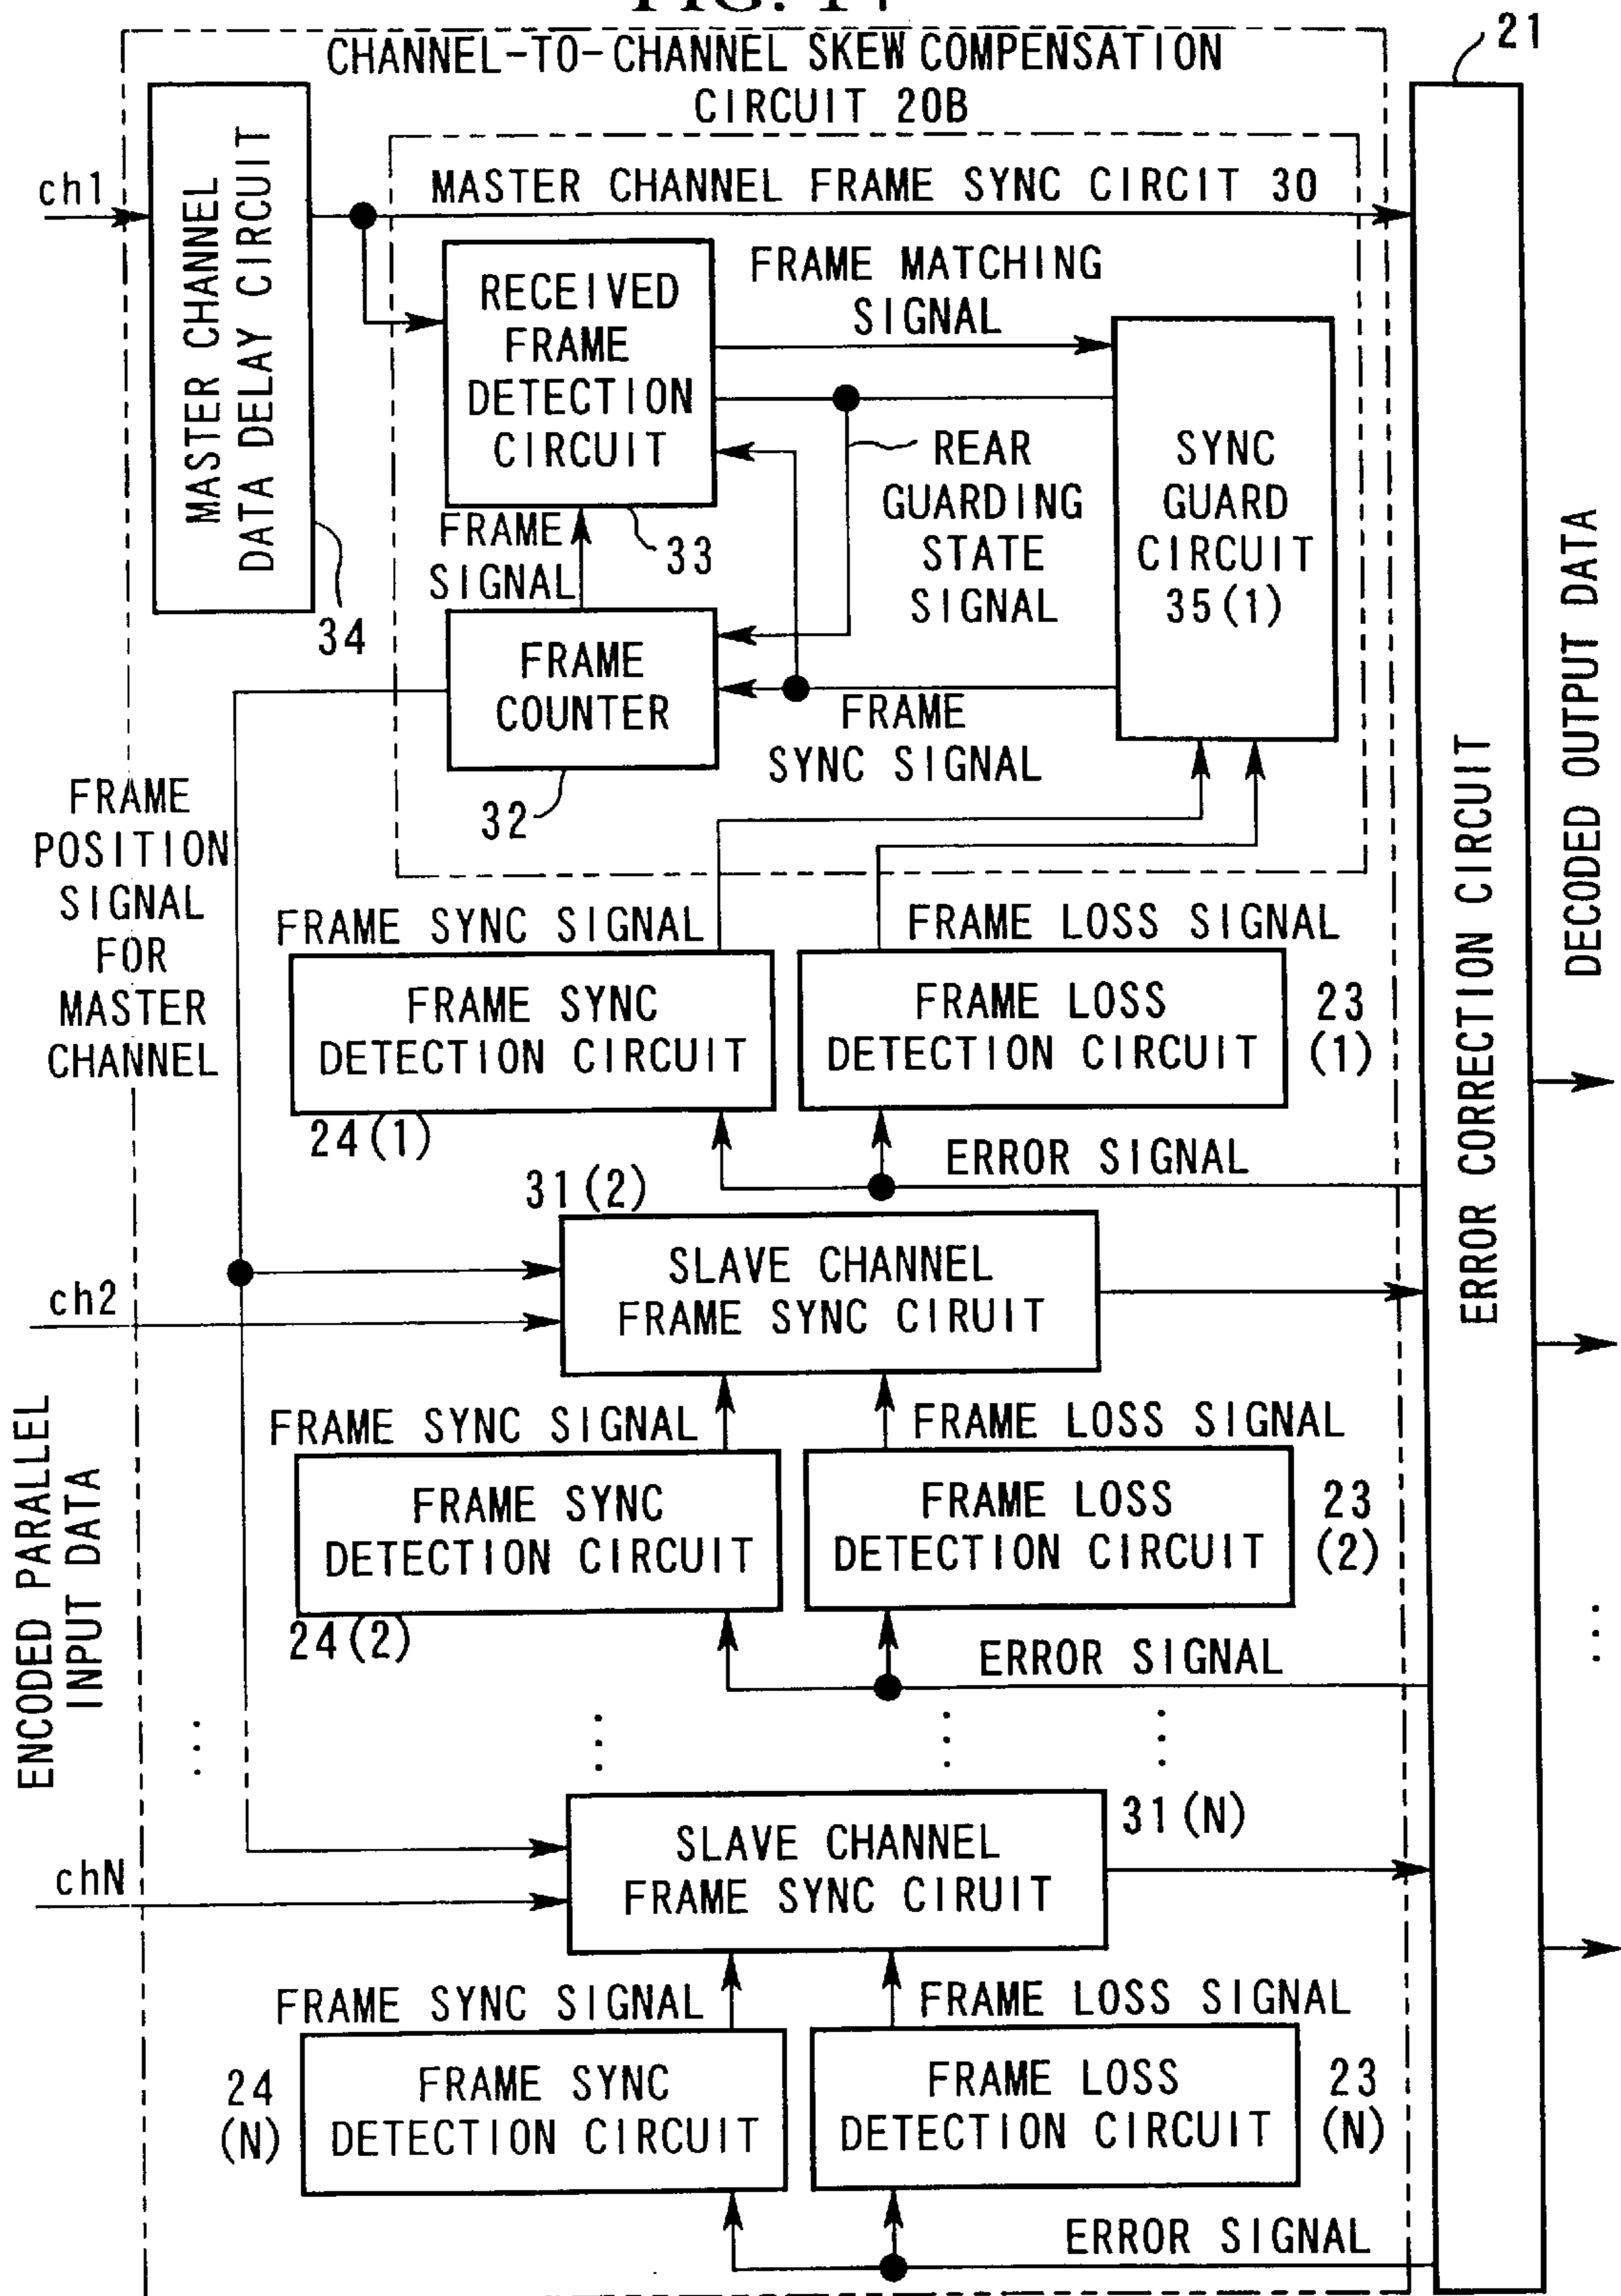 21
CHANNEL-TO-CHANNEL SKEW COMPENSATION
CIRCUIT 20B
ch1
MASTER CHANNEL
DATA DELAY CIRCUIT
34
MASTER CHANNEL FRAME SYNC CIRCIT 30
RECEIVED
FRAME
DETECTION
CIRCUIT
33
FRAME MATCHING
SIGNAL
REAR
GUARDING
STATE
SIGNAL
SYNC
GUARD
CIRCUIT
35(1)
FRAME
SIGNAL
FRAME
COUNTER
32
FRAME
SYNC SIGNAL
FRAME
POSITION
SIGNAL
FOR
MASTER
CHANNEL
FRAME SYNC SIGNAL
FRAME LOSS SIGNAL
FRAME SYNC
DETECTION CIRCUIT
24(1)
FRAME LOSS
DETECTION CIRCUIT
23
(1)
ERROR SIGNAL
31(2)
ch2
SLAVE CHANNEL
FRAME SYNC CIRUIT
FRAME SYNC SIGNAL
FRAME LOSS SIGNAL
FRAME SYNC
DETECTION CIRCUIT
24(2)
FRAME LOSS
DETECTION CIRCUIT
23
(2)
ERROR SIGNAL
ENCODED PARALLEL
INPUT DATA
31(N)
chN
SLAVE CHANNEL
FRAME SYNC CIRUIT
FRAME SYNC SIGNAL
FRAME LOSS SIGNAL
24
(N)
FRAME SYNC
DETECTION CIRCUIT
FRAME LOSS
DETECTION CIRCUIT
23
(N)
ERROR SIGNAL
ERROR CORRECTION CIRCUIT
DECODED OUTPUT DATA